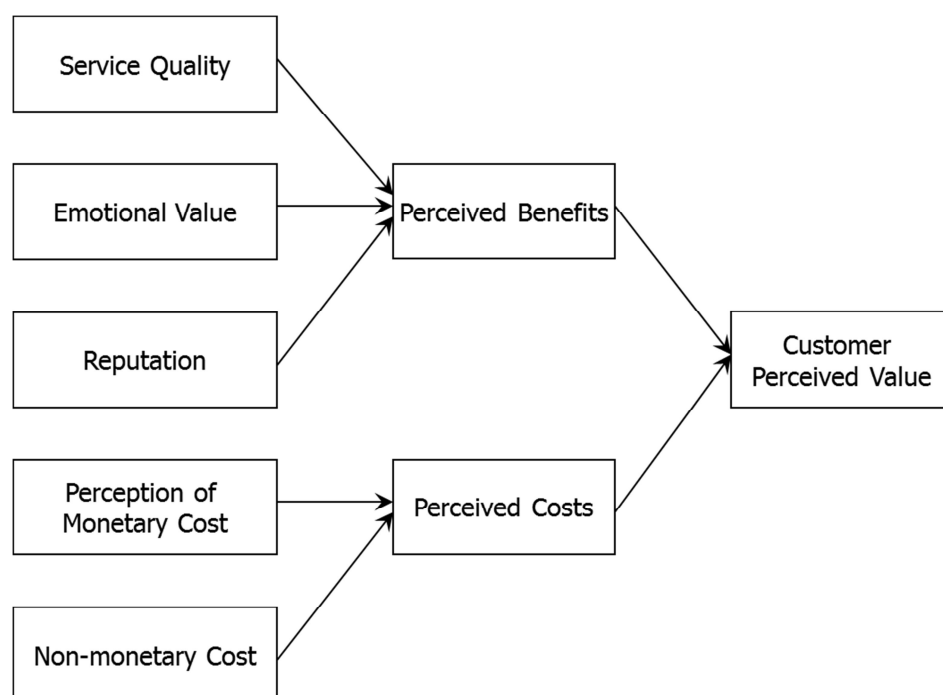 Service Quality
Emotional Value
Perceived Benefits
Reputation
Customer
Perceived Value
Perception of
Monetary Cost
Perceived Costs
Non-monetary Cost